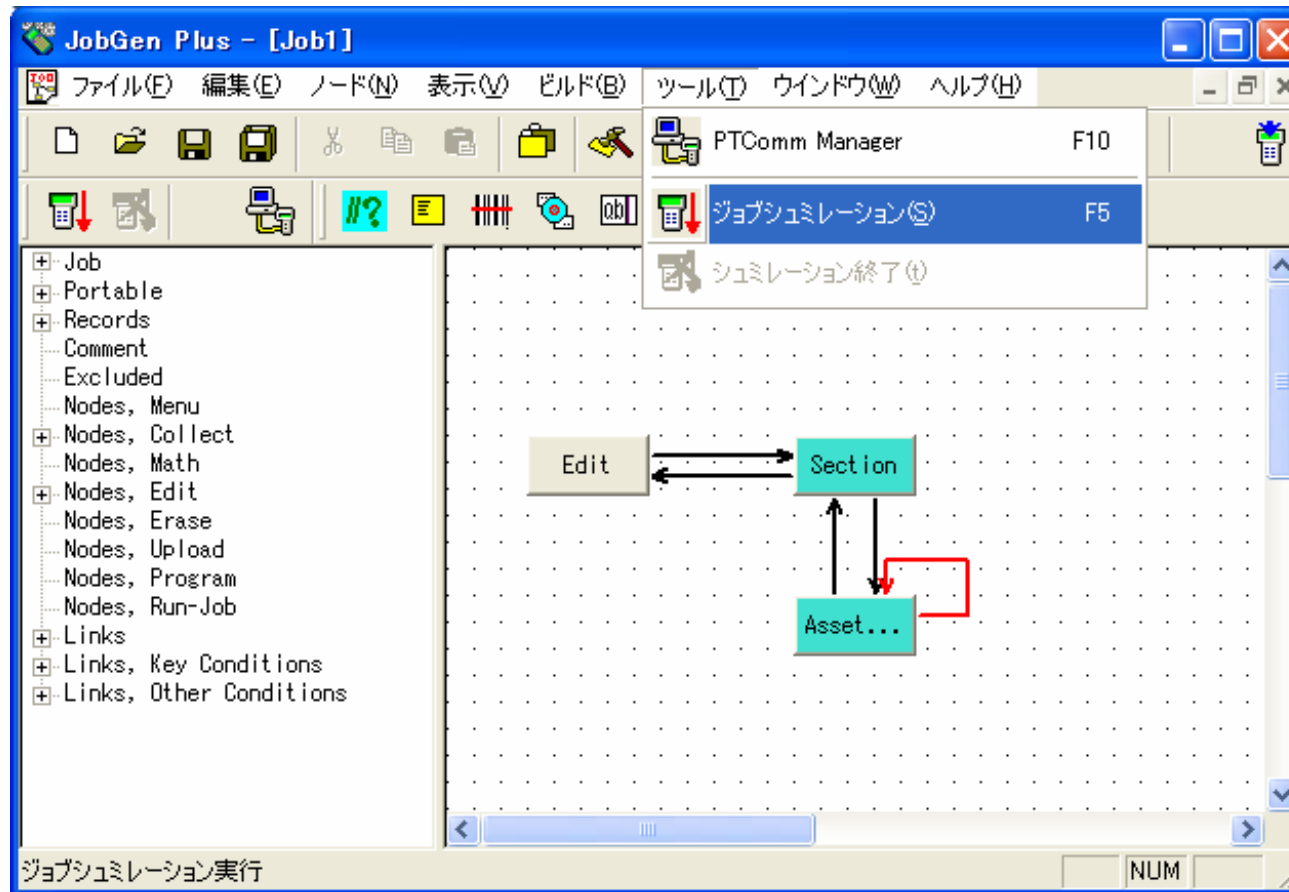 JobGen Plus - [Job1]
ファイル(F) 編集(E) ノード(N) 表示(V) ビルド(B) ツール(T) ウインドウ(W) ヘルプ(H)
PTComm Manager F10
ジョブシュミレーション(S) F5
シュミレーション終了(t)
Job
Portable
Records
Comment
Excluded
Nodes, Menu
Nodes, Collect
Nodes, Math
Nodes, Edit
Nodes, Erase
Nodes, Upload
Nodes, Program
Nodes, Run-Job
Links
Links, Key Conditions
Links, Other Conditions
Edit
Section
Asset...
ジョブシュミレーション実行
NUM